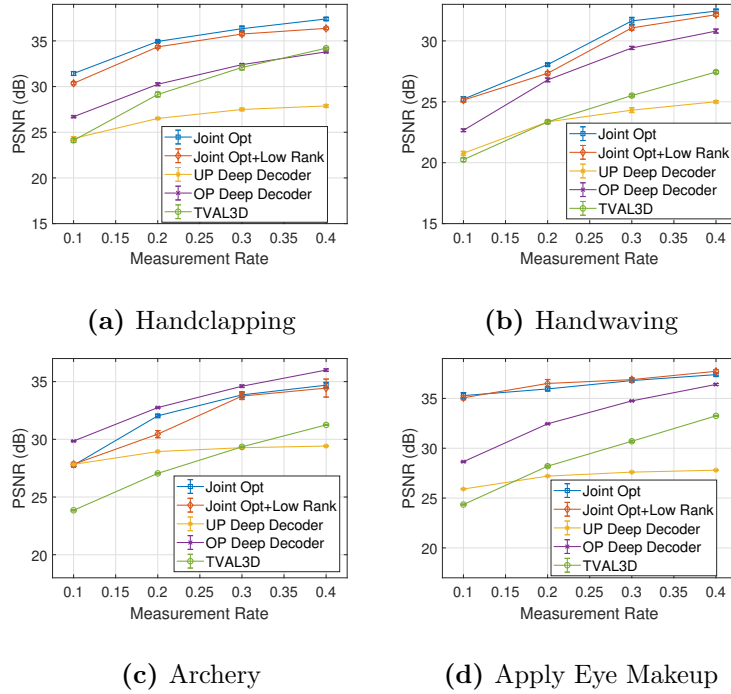 35
30
25
20
15
PSNR (dB)
Joint Opt
Joint Opt+Low Rank
UP Deep Decoder
OP Deep Decoder
TVAL3D
0.1 0.15 0.2 0.25 0.3 0.35 0.4
Measurement Rate
(a) Handclapping
30
25
20
15
PSNR (dB)
Joint Opt
Joint Opt+Low Rank
UP Deep Decoder
OP Deep Decoder
TVAL3D
0.1 0.15 0.2 0.25 0.3 0.35 0.4
Measurement Rate
(b) Handwaving
35
30
25
20
PSNR (dB)
Joint Opt
Joint Opt+Low Rank
UP Deep Decoder
OP Deep Decoder
TVAL3D
0.1 0.15 0.2 0.25 0.3 0.35 0.4
Measurement Rate
(c) Archery
35
30
25
20
PSNR (dB)
Joint Opt
Joint Opt+Low Rank
UP Deep Decoder
OP Deep Decoder
TVAL3D
0.1 0.15 0.2 0.25 0.3 0.35 0.4
Measurement Rate
(d) Apply Eye Makeup